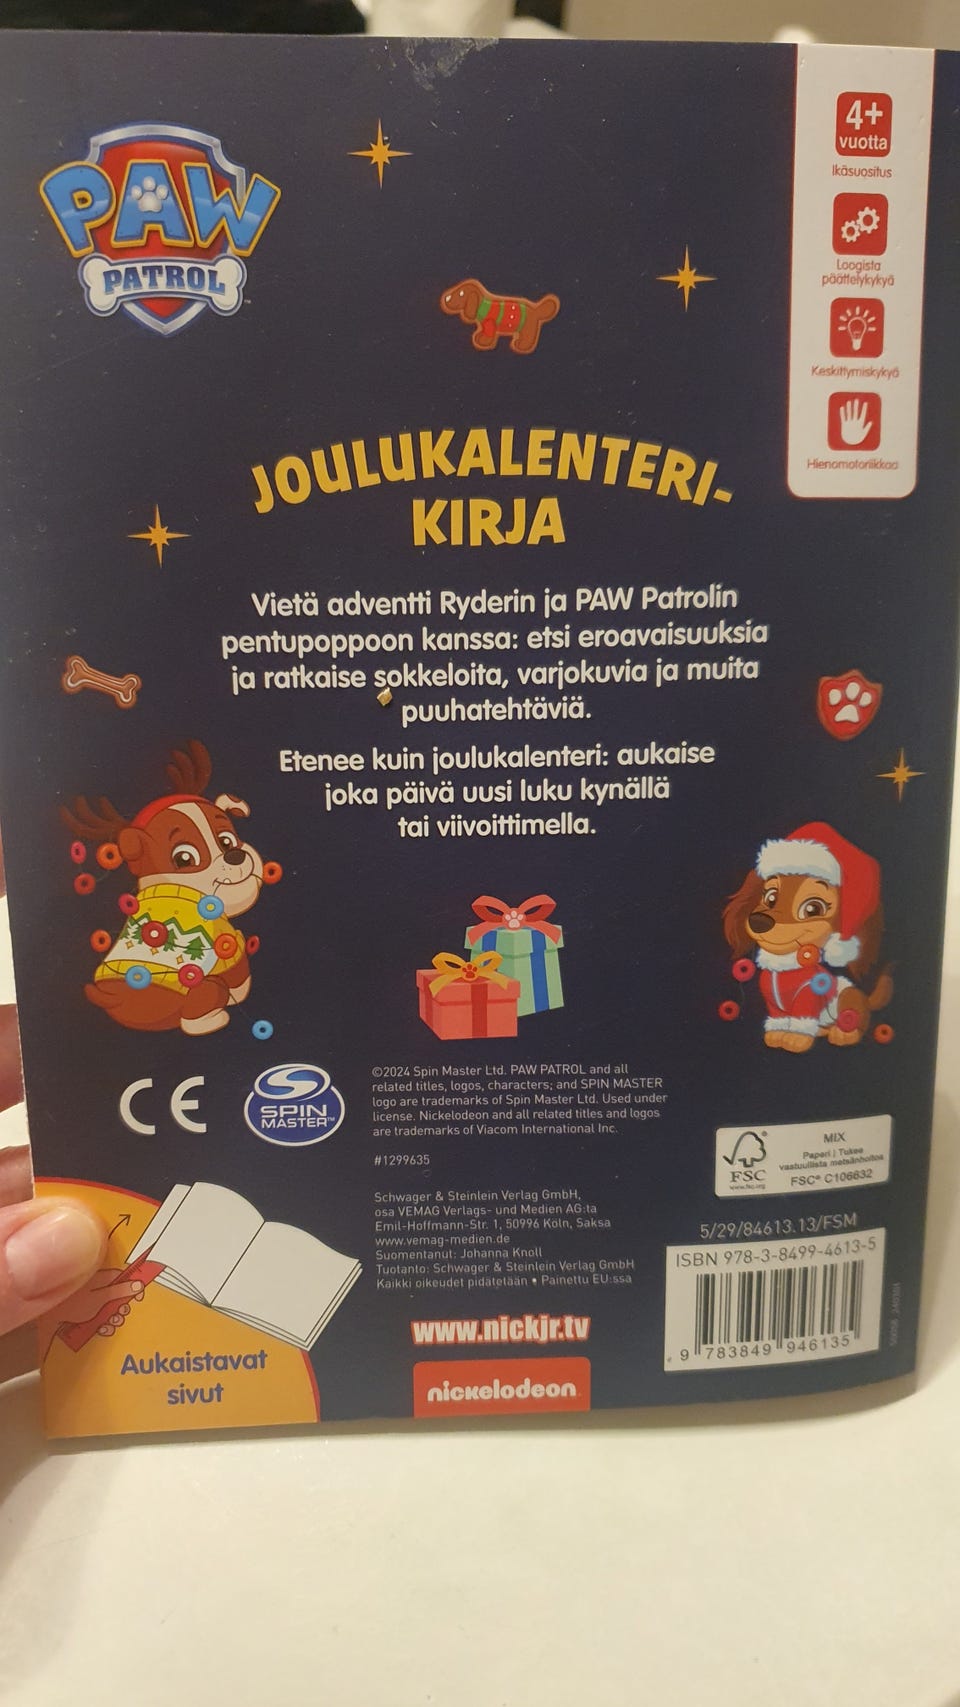 PAW
PATROL
4+
vuotta
Ikäsuositus
Loogista
päättelykykyä
Keskittymiskykyä
Hienomotoriikkaa
JOULUKALENTERI-
KIRJA
Vietä adventti Ryderin ja PAW Patrolin
pentupoppoon kanssa: etsi eroavaisuuksia
ja ratkaise sokkeloita, varjokuvia ja muita
puuhatehtäviä.
Etenee kuin joulukalenteri: aukaise
joka päivä uusi luku kynällä
tai viivoittimella.
CE
SPIN
MASTER™
©2024 Spin Master Ltd. PAW PATROL and all
related titles, logos, characters; and SPIN MASTER
logo are trademarks of Spin Master Ltd. Used under
license. Nickelodeon and all related titles and logos
are trademarks of Viacom International Inc.
#1299635
Schwager & Steinlein Verlag GmbH,
osa VEMAG Verlags- und Medien AG:ta
Emil-Hoffmann-Str. 1, 50996 Köln, Saksa
www.vemag-medien.de
Suomentanut: Johanna Knoll
Tuotanto: Schwager & Steinlein Verlag GmbH
Kaikki oikeudet pidätetään • Painettu EU:ssa
FSC
www.fsc.org
MIX
Paperi | Tukee
vastuullista metsänhoitoa
FSC® C106632
5/29/84613.13/FSM
ISBN 978-3-8499-4613-5
9 783849 946135
Aukaistavat
sivut
www.nickjr.tv
nickelodeon